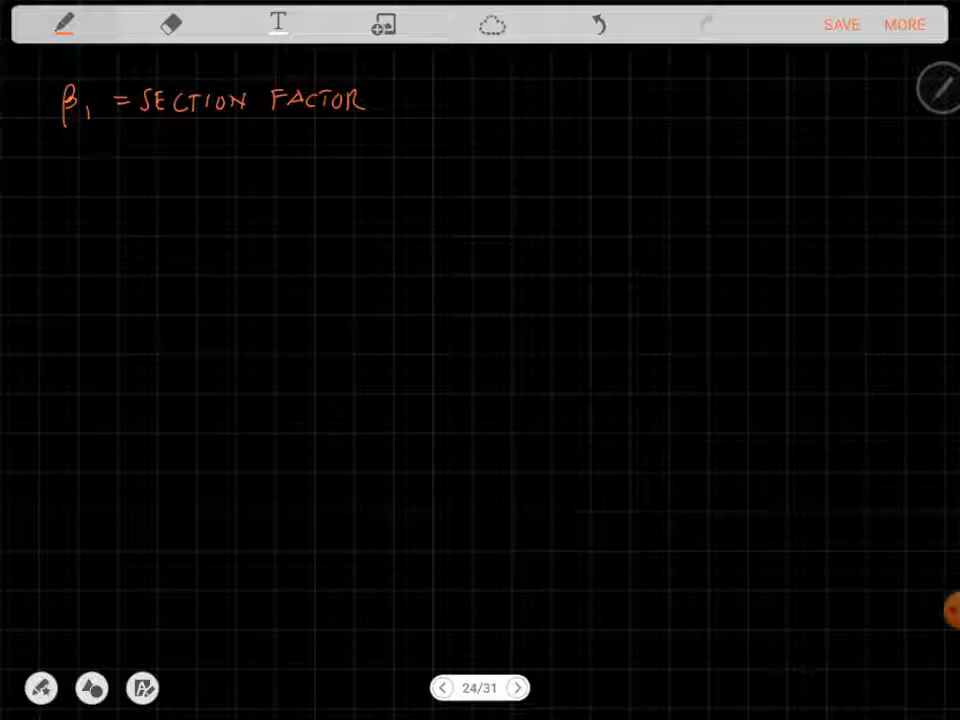 T SAVE MORE
β₁ = SECTION FACTOR
A
24/31